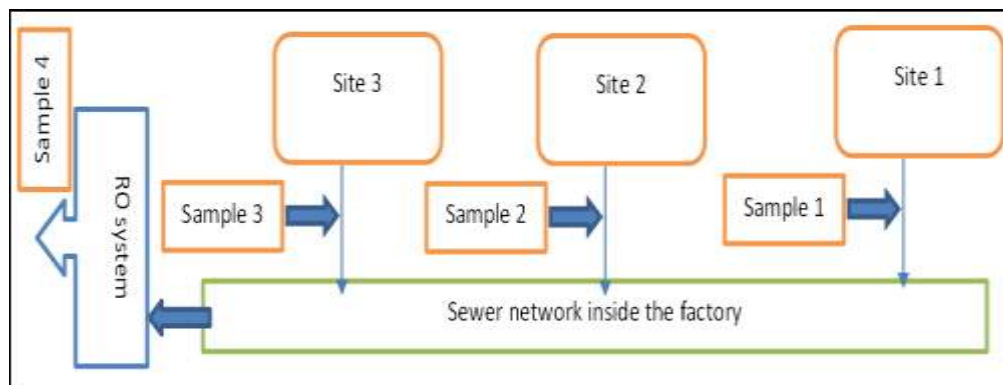 Sample 4
RO system
Site 3
Site 2
Site 1
Sample 3
Sample 2
Sample 1
Sewer network inside the factory